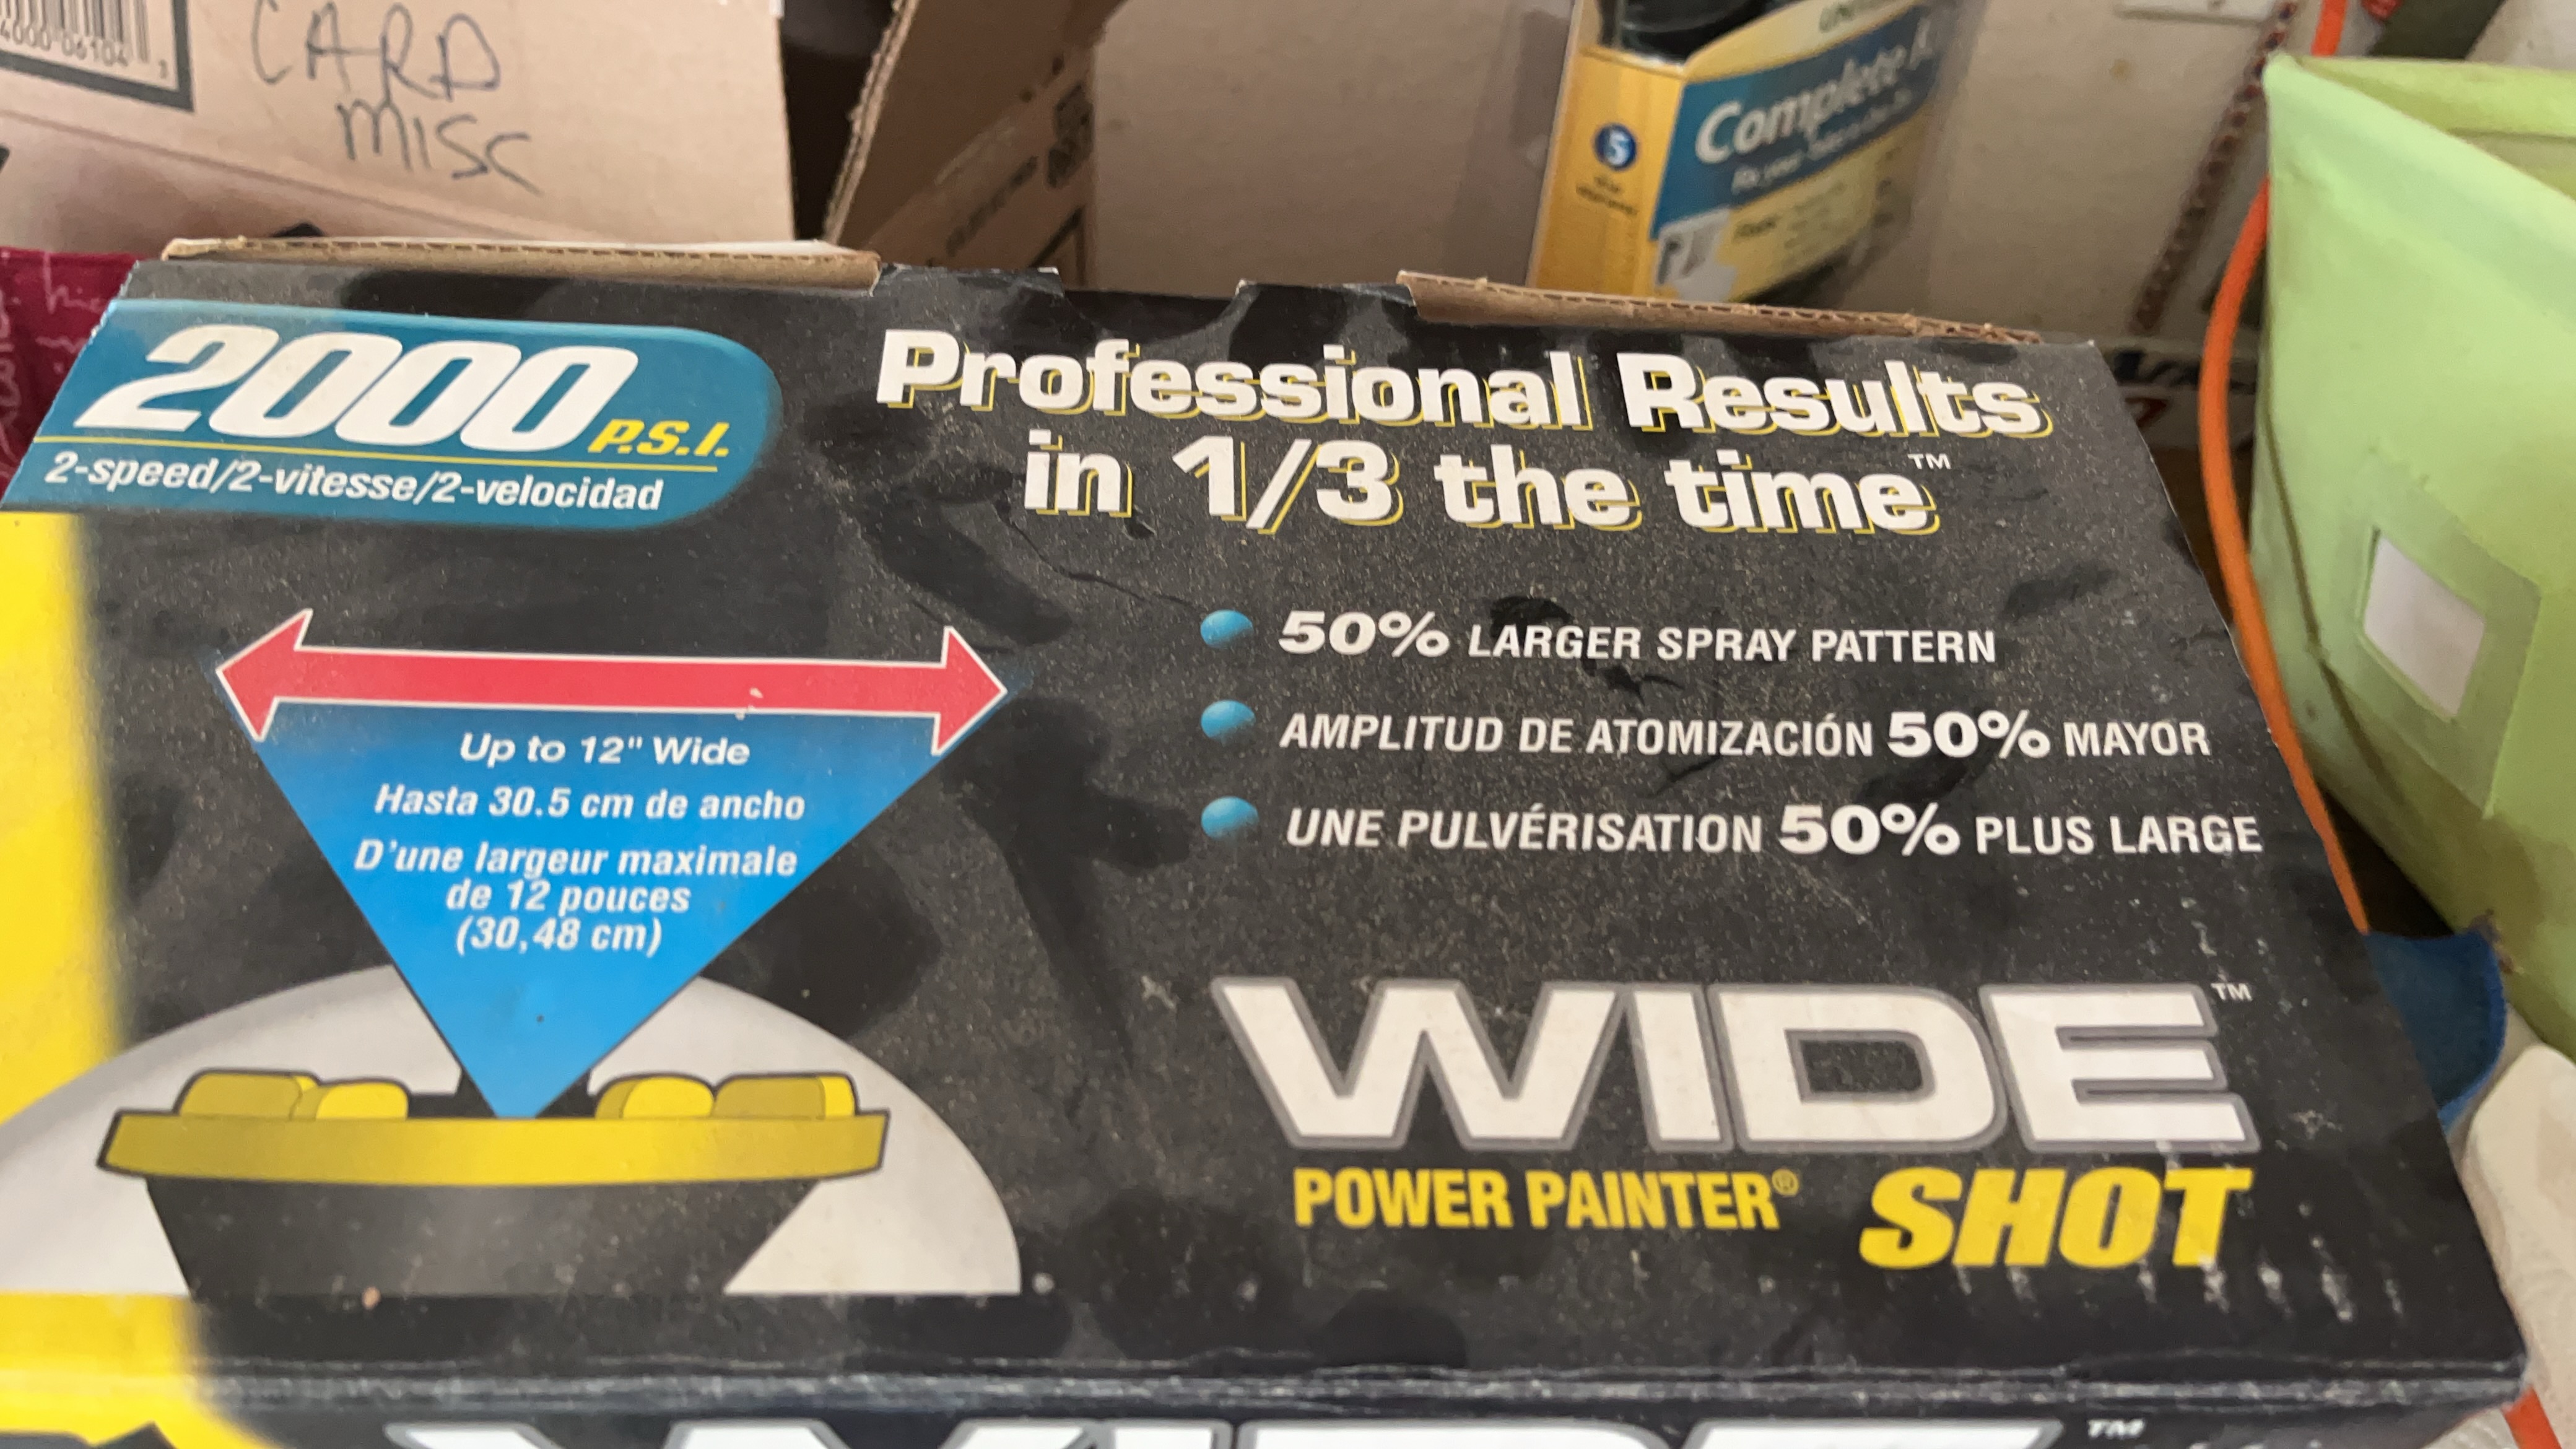 CARD
MISC
Complete
5
2000 P.S.I.
2-speed/2-vitesse/2-velocidad
Professional Results
in 1/3 the time™
Up to 12" Wide
Hasta 30.5 cm de ancho
D'une largeur maximale
de 12 pouces
(30,48 cm)
50% LARGER SPRAY PATTERN
AMPLITUD DE ATOMIZACIÓN 50% MAYOR
UNE PULVÉRISATION 50% PLUS LARGE
WIDE™
POWER PAINTER® SHOT
TM